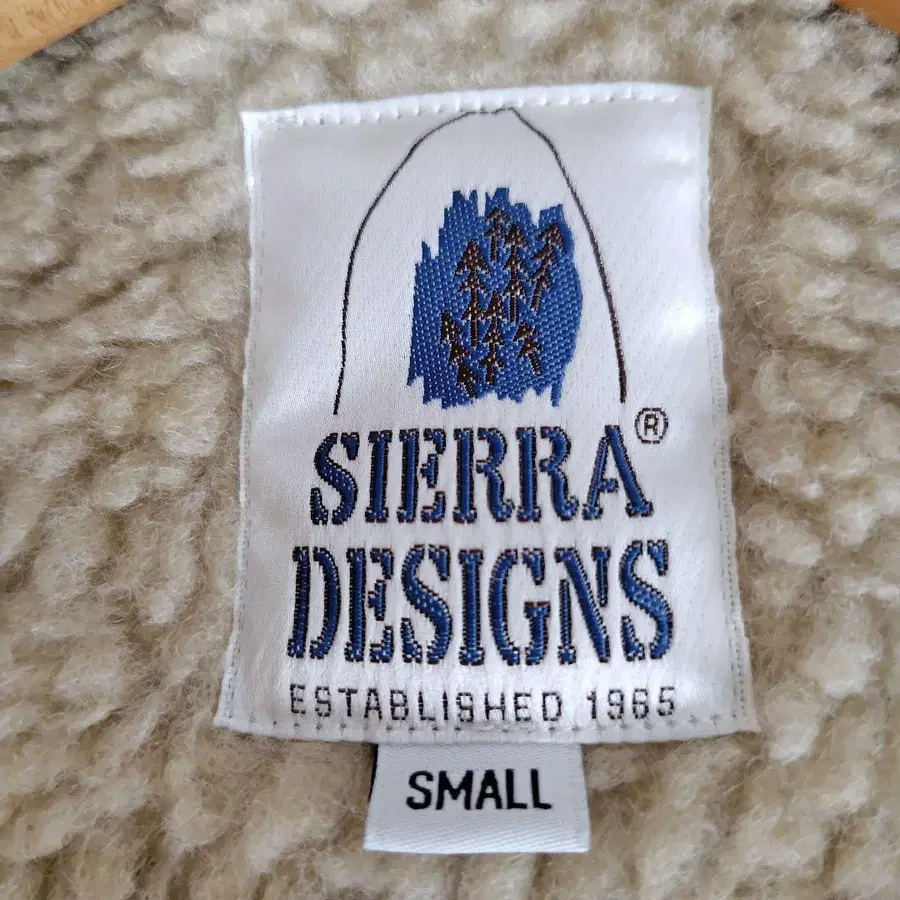 SIERRA®
DESIGNS
ESTABLISHED 1965
SMALL